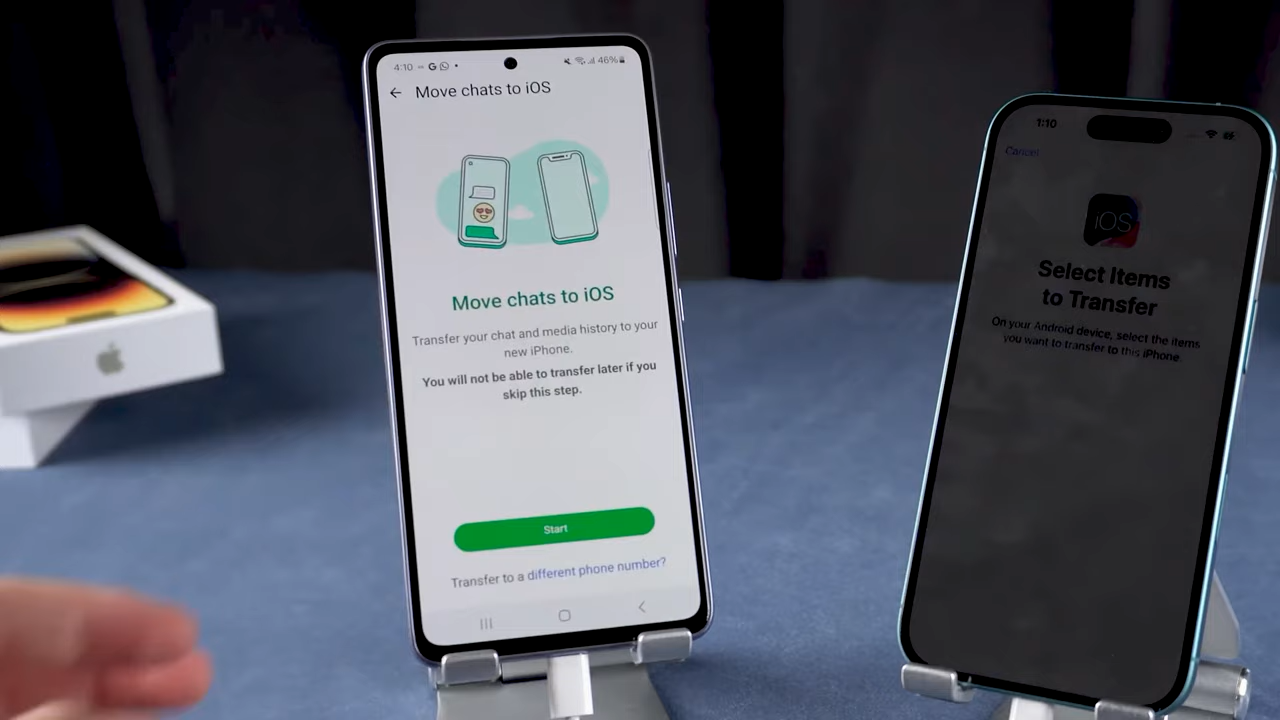 4:10
G
46%
Move chats to iOS
Move chats to iOS
Transfer your chat and media history to your
new iPhone.
You will not be able to transfer later if you
skip this step.
Start
Transfer to a different phone number?
1:10
Cancel
iOS
Select Items
to Transfer
On your Android device, select the items
you want to transfer to this iPhone.